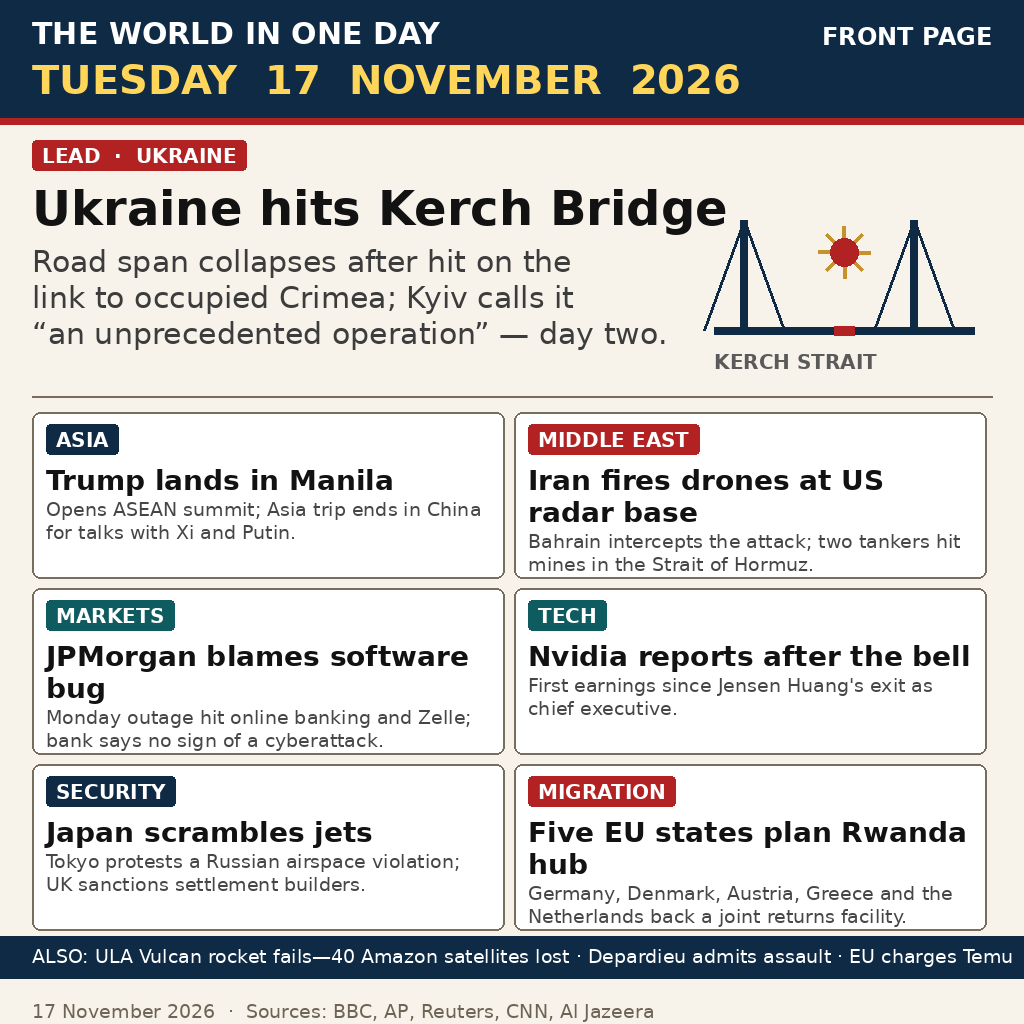 THE WORLD IN ONE DAY
FRONT PAGE
TUESDAY 17 NOVEMBER 2026
LEAD · UKRAINE
Ukraine hits Kerch Bridge
Road span collapses after hit on the
link to occupied Crimea; Kyiv calls it
“an unprecedented operation” — day two.
KERCH STRAIT
ASIA
Trump lands in Manila
Opens ASEAN summit; Asia trip ends in China
for talks with Xi and Putin.
MIDDLE EAST
Iran fires drones at US
radar base
Bahrain intercepts the attack; two tankers hit
mines in the Strait of Hormuz.
MARKETS
JPMorgan blames software
bug
Monday outage hit online banking and Zelle;
bank says no sign of a cyberattack.
TECH
Nvidia reports after the bell
First earnings since Jensen Huang's exit as
chief executive.
SECURITY
Japan scrambles jets
Tokyo protests a Russian airspace violation;
UK sanctions settlement builders.
MIGRATION
Five EU states plan Rwanda
hub
Germany, Denmark, Austria, Greece and the
Netherlands back a joint returns facility.
ALSO: ULA Vulcan rocket fails—40 Amazon satellites lost · Depardieu admits assault · EU charges Temu
17 November 2026 · Sources: BBC, AP, Reuters, CNN, Al Jazeera